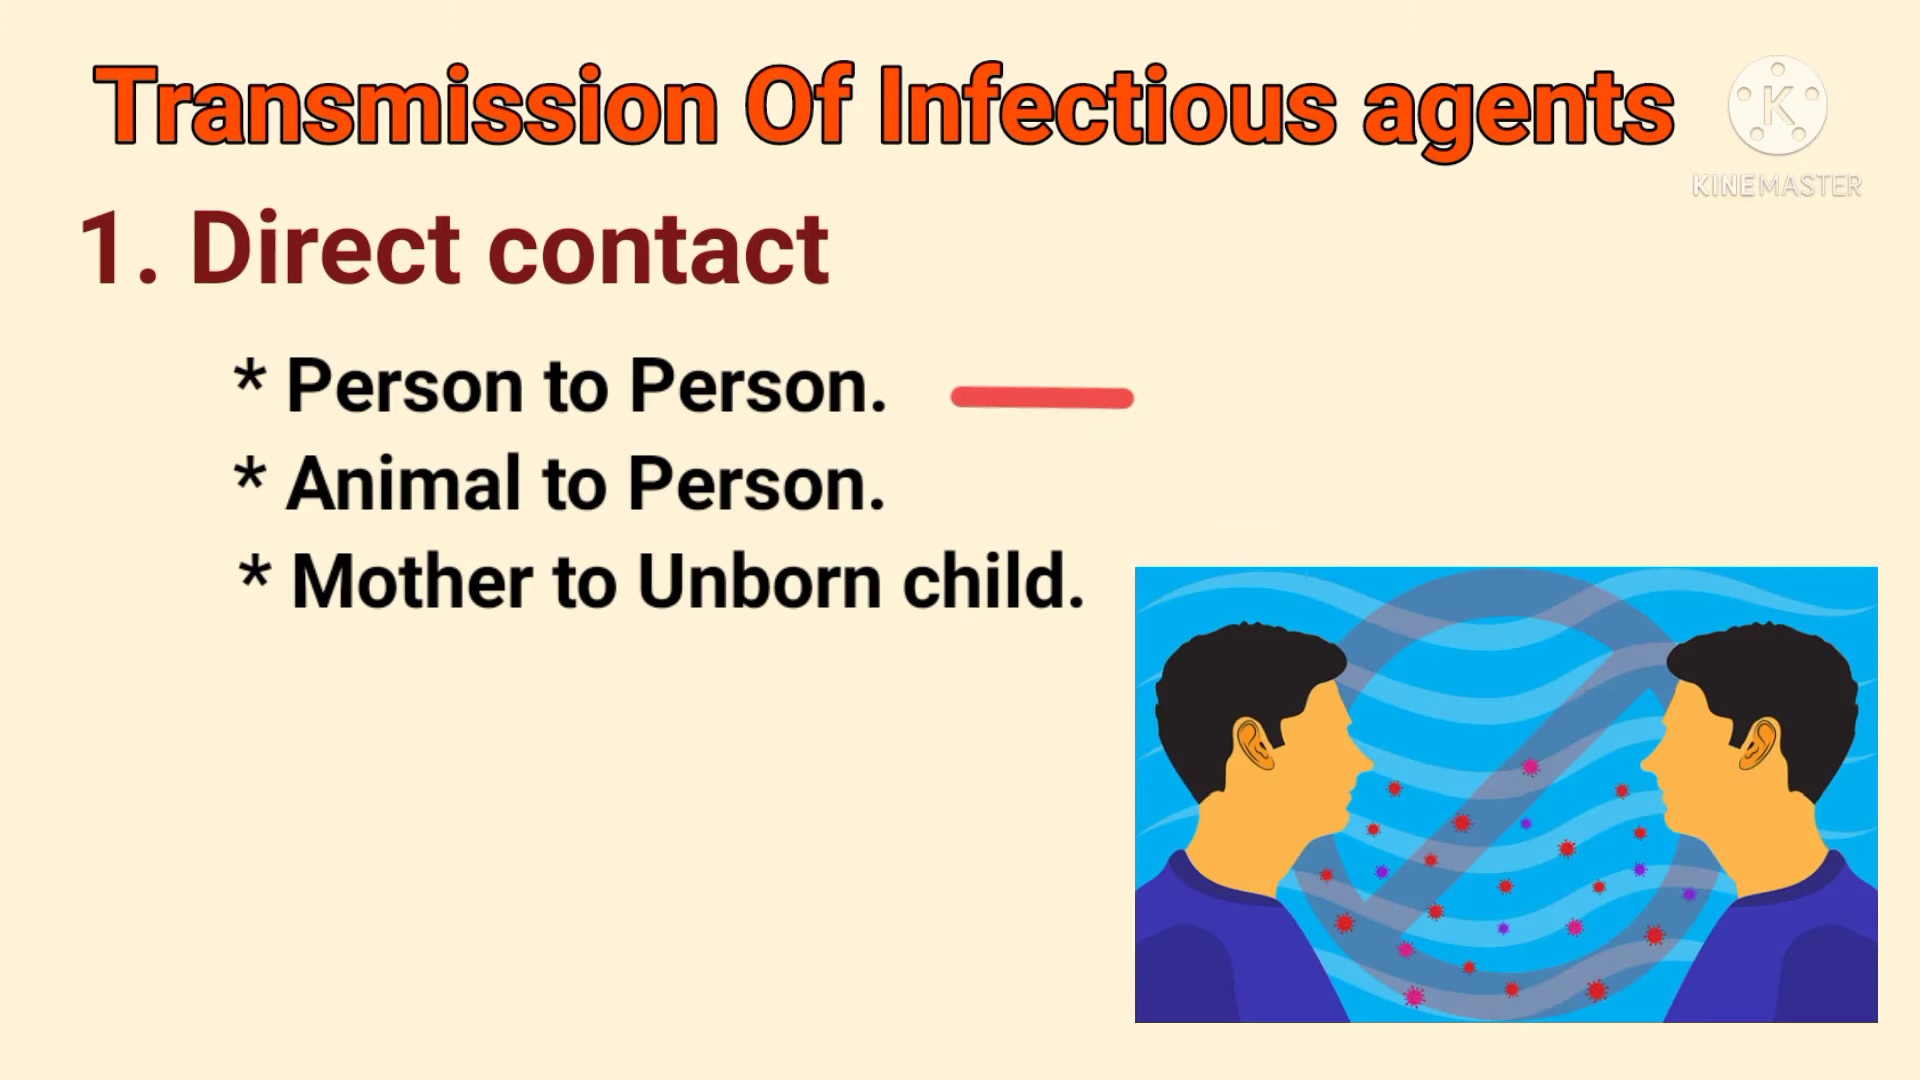 Transmission Of Infectious agents
K
KINEMASTER
1. Direct contact
* Person to Person.
* Animal to Person.
* Mother to Unborn child.